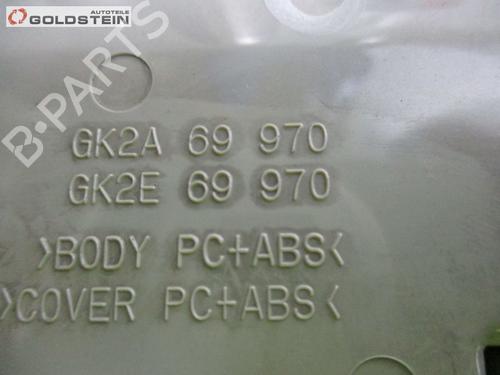 AUTOTEILE
GOLDSTEIN
B-PARTS
GK2A 69 970
GK2E 69 970
>BODY PC+ABS<
>COVER PC+ABS<